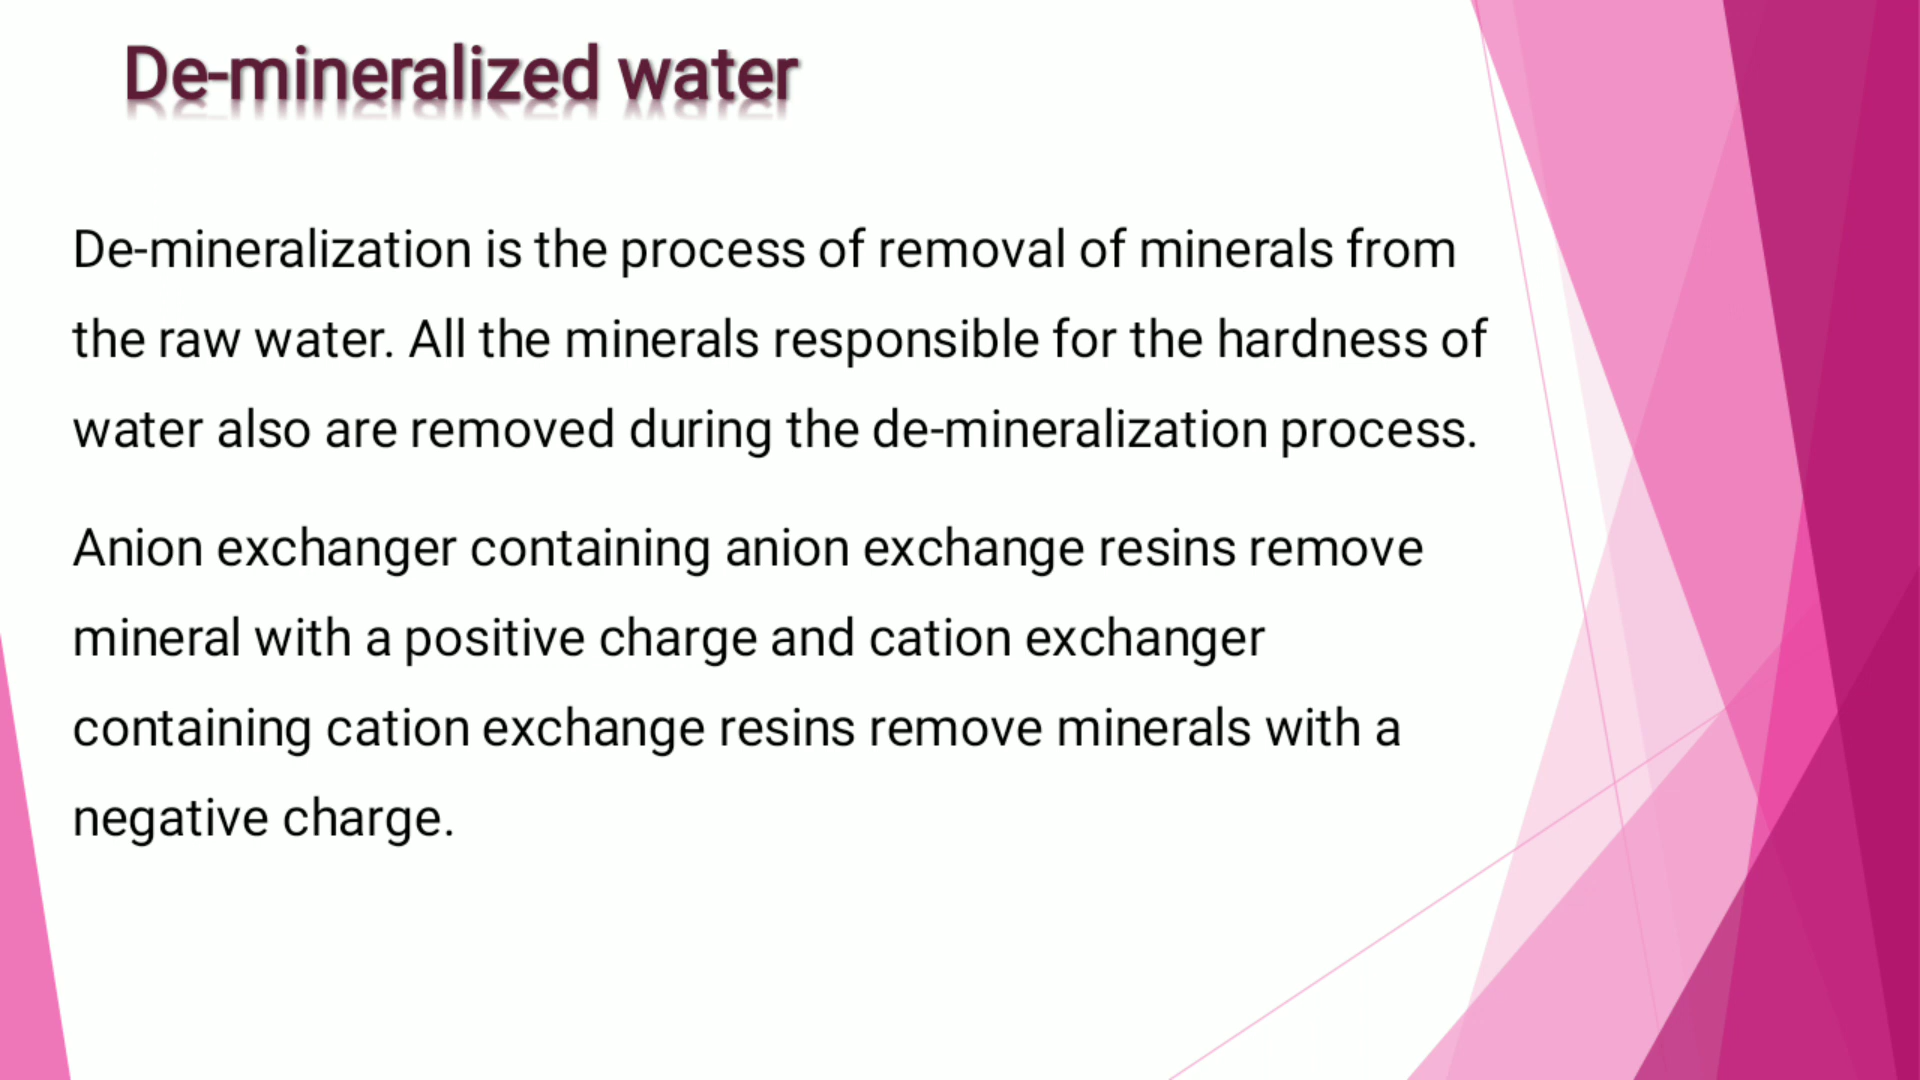 De-mineralized water
De-mineralization is the process of removal of minerals from
the raw water. All the minerals responsible for the hardness of
water also are removed during the de-mineralization process.
Anion exchanger containing anion exchange resins remove
mineral with a positive charge and cation exchanger
containing cation exchange resins remove minerals with a
negative charge.